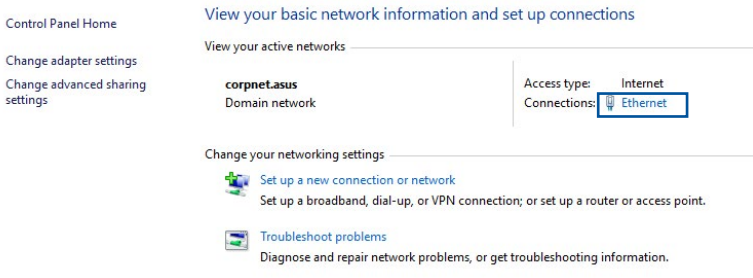 Control Panel Home
Change adapter settings
Change advanced sharing
settings
View your basic network information and set up connections
View your active networks
corpnet.asus
Domain network
Access type: Internet
Connections: Ethernet
Change your networking settings
Set up a new connection or network
Set up a broadband, dial-up, or VPN connection; or set up a router or access point.
Troubleshoot problems
Diagnose and repair network problems, or get troubleshooting information.